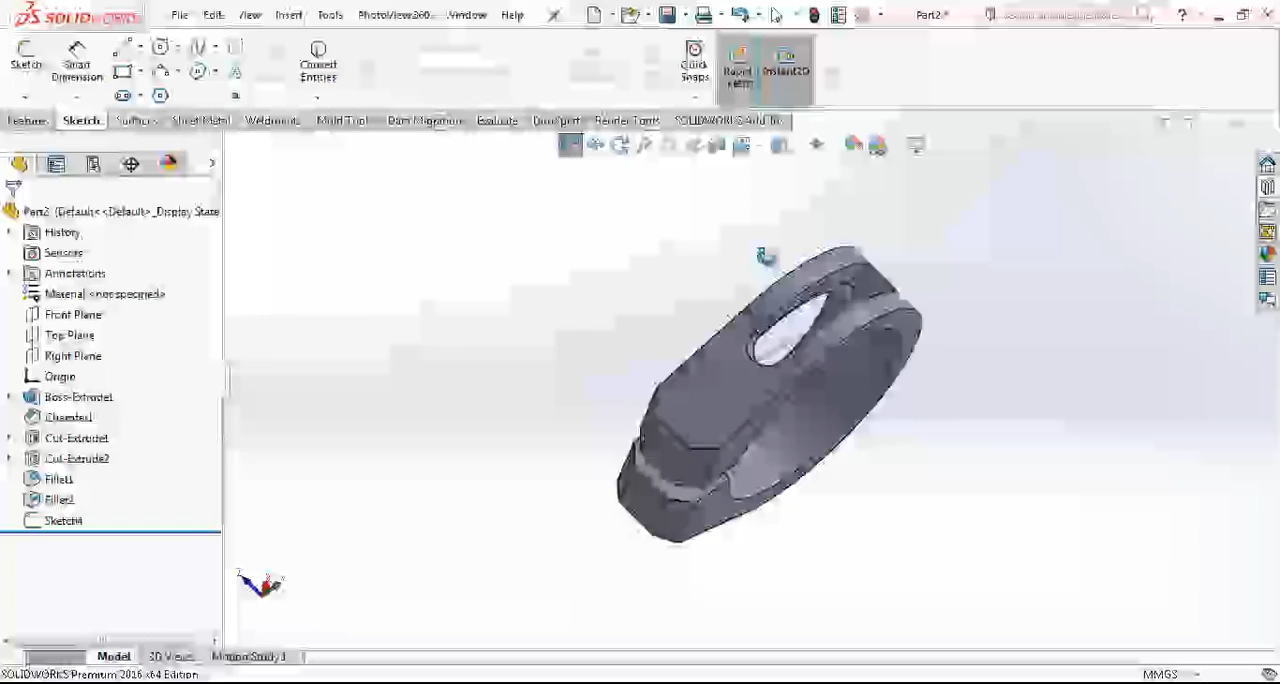 SOLIDWORKS
File Edit View Insert Tools PhotoView 360 Window Help
Part2 *
Sketch
Smart Dimension
Convert Entities
Quick Snaps
Rapid Sketch
Instant2D
Features Sketch Surfaces Sheet Metal Weldments Mold Tools Data Migration Evaluate DimXpert Render Tools SOLIDWORKS Add-Ins
Part2 (Default<<Default>_Display State
History
Sensors
Annotations
Material <not specified>
Front Plane
Top Plane
Right Plane
Origin
Boss-Extrude1
Chamfer1
Cut-Extrude1
Cut-Extrude2
Fillet1
Fillet2
Sketch4
Model 3D Views Motion Study 1
SOLIDWORKS Premium 2016 x64 Edition
MMGS